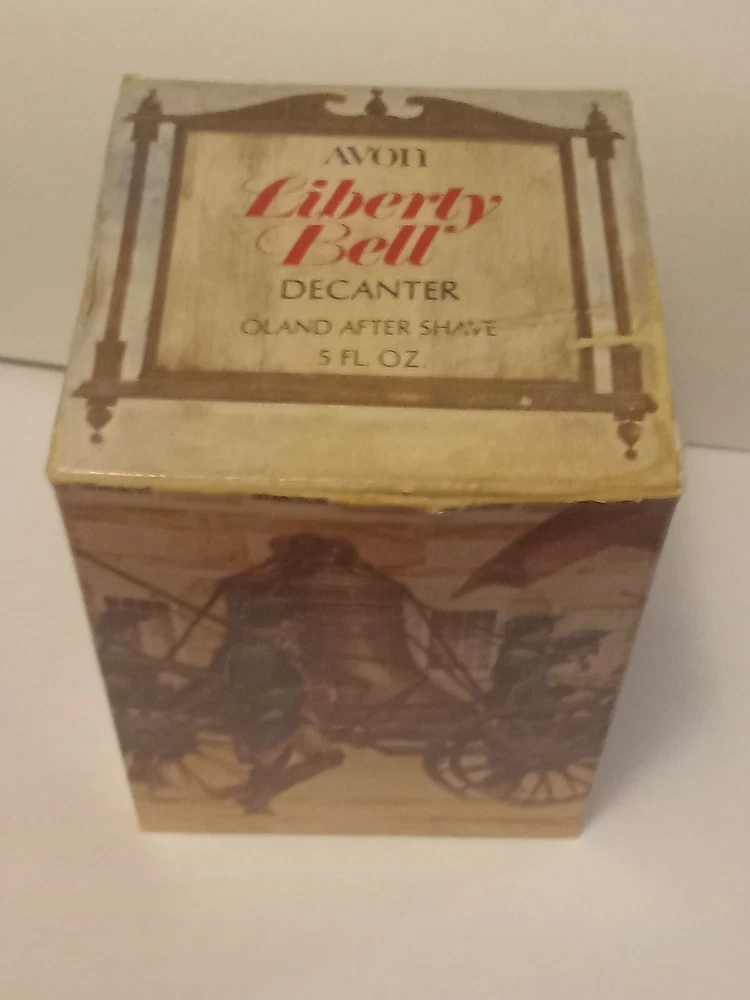 AVON
Liberty
Bell
DECANTER
OLAND AFTER SHAVE
5 FL. OZ.